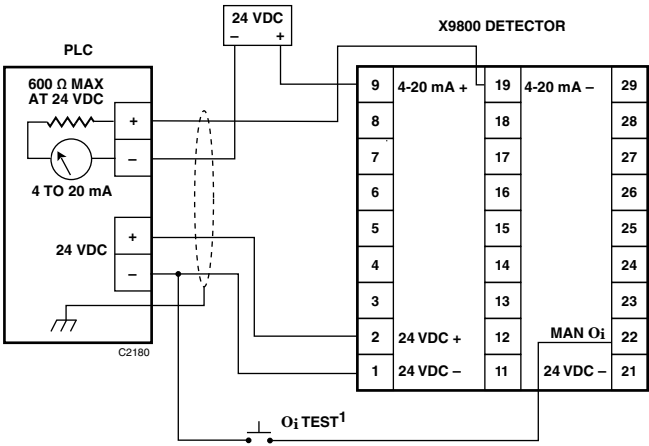 24 VDC
– +
X9800 DETECTOR
PLC
600 Ω MAX
AT 24 VDC
+
–
4 TO 20 mA
24 VDC
+
–
C2180
9 4-20 mA + 19 4-20 mA – 29
8 18 28
7 17 27
6 16 26
5 15 25
4 14 24
3 13 23
2 24 VDC + 12 MAN Oi 22
1 24 VDC – 11 24 VDC – 21
Oi TEST1